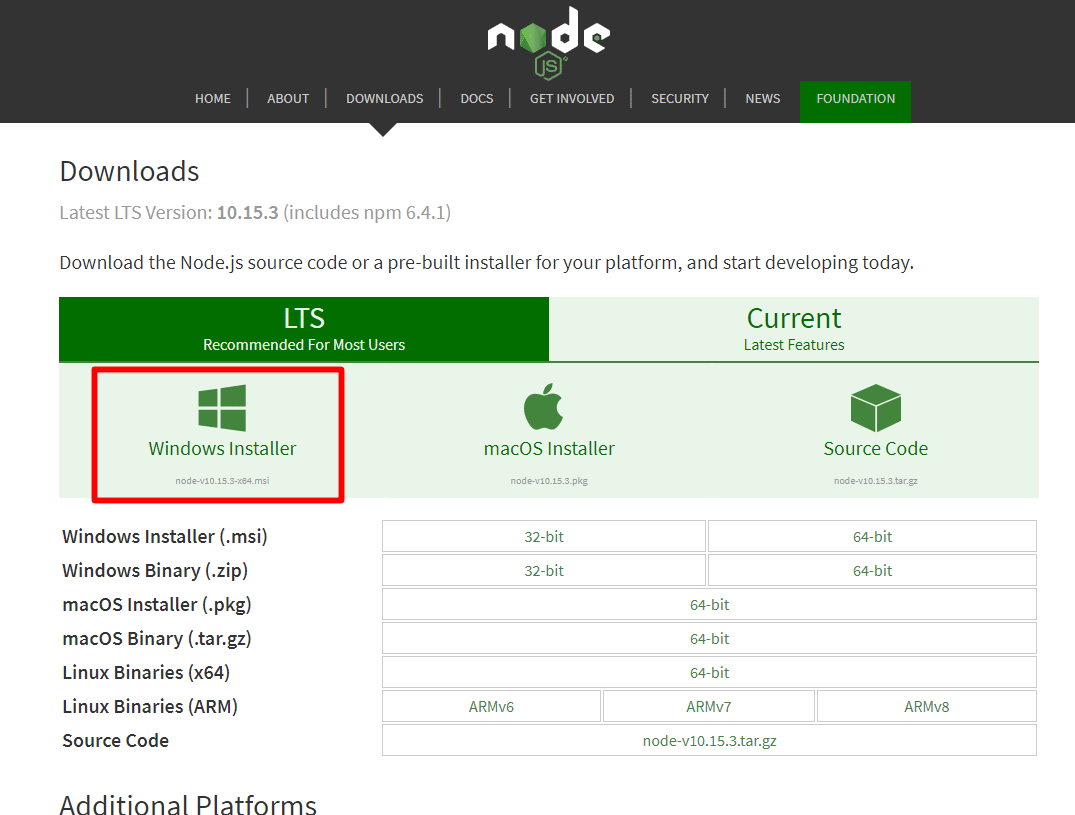 node
JS
HOME ABOUT DOWNLOADS DOCS GET INVOLVED SECURITY NEWS FOUNDATION
Downloads
Latest LTS Version: 10.15.3 (includes npm 6.4.1)
Download the Node.js source code or a pre-built installer for your platform, and start developing today.
LTS
Recommended For Most Users
Current
Latest Features
Windows Installer
node-v10.15.3-x64.msi
macOS Installer
node-v10.15.3.pkg
Source Code
node-v10.15.3.tar.gz
Windows Installer (.msi) 32-bit 64-bit
Windows Binary (.zip) 32-bit 64-bit
macOS Installer (.pkg) 64-bit
macOS Binary (.tar.gz) 64-bit
Linux Binaries (x64) 64-bit
Linux Binaries (ARM) ARMv6 ARMv7 ARMv8
Source Code node-v10.15.3.tar.gz
Additional Platforms